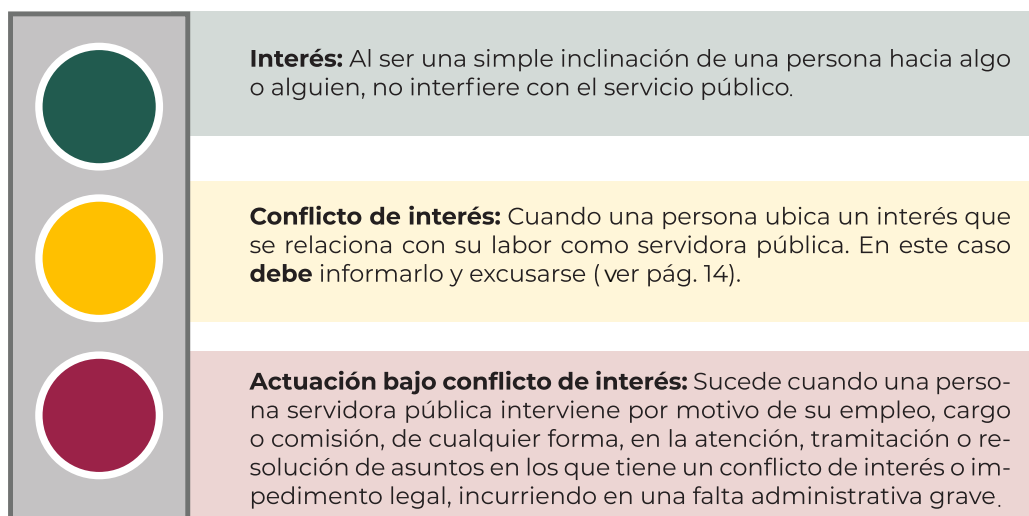 Interés: Al ser una simple inclinación de una persona hacia algo
o alguien, no interfiere con el servicio público.
Conflicto de interés: Cuando una persona ubica un interés que
se relaciona con su labor como servidora pública. En este caso
debe informarlo y excusarse (ver pág. 14).
Actuación bajo conflicto de interés: Sucede cuando una perso-
na servidora pública interviene por motivo de su empleo, cargo
o comisión, de cualquier forma, en la atención, tramitación o re-
solución de asuntos en los que tiene un conflicto de interés o im-
pedimento legal, incurriendo en una falta administrativa grave.